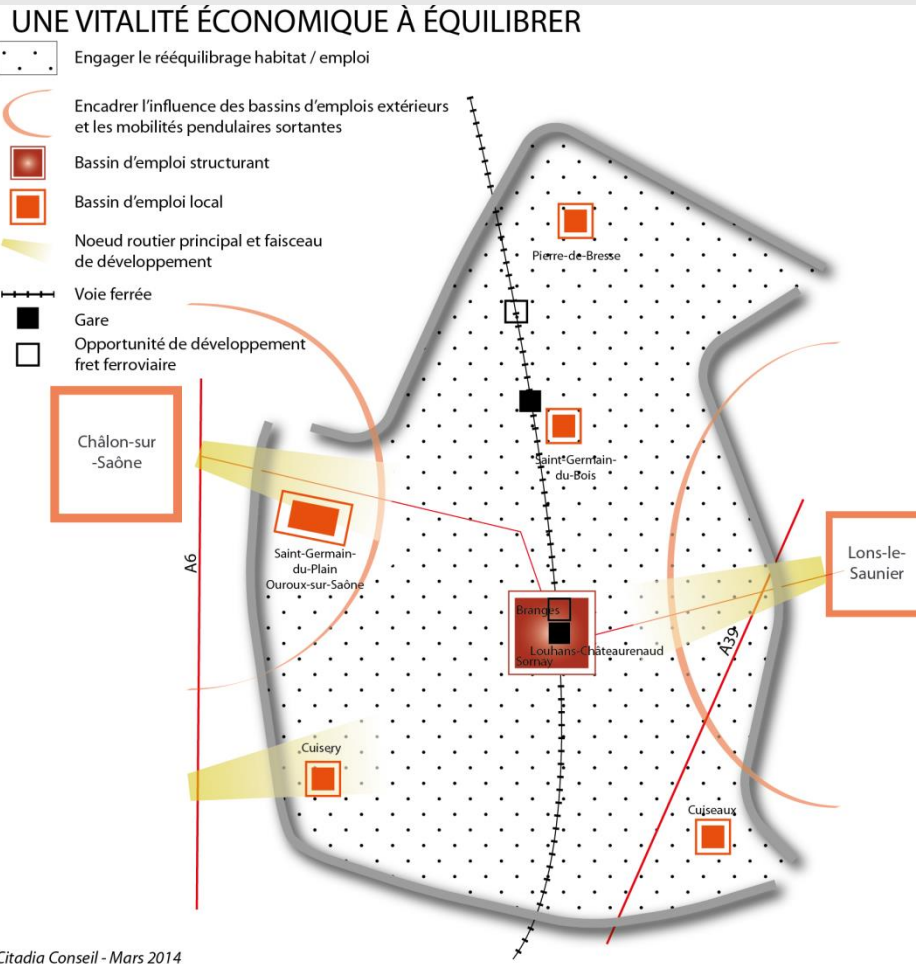 UNE VITALITÉ ÉCONOMIQUE À ÉQUILIBRER
Engager le rééquilibrage habitat / emploi
Encadrer l'influence des bassins d'emplois extérieurs
et les mobilités pendulaires sortantes
Bassin d'emploi structurant
Bassin d'emploi local
Noeud routier principal et faisceau
de développement
Voie ferrée
Gare
Opportunité de développement
fret ferroviaire
Pierre-de-Bresse
Châlon-sur
-Saône
Saint-Germain-
du-Bois
A6
Saint-Germain-
du-Plain
Ouroux-sur-Saône
Lons-le-
Saunier
Branges
Louhans-Châteaurenaud
Sornay
A39
Cuisery
Cuiseaux
Citadia Conseil - Mars 2014